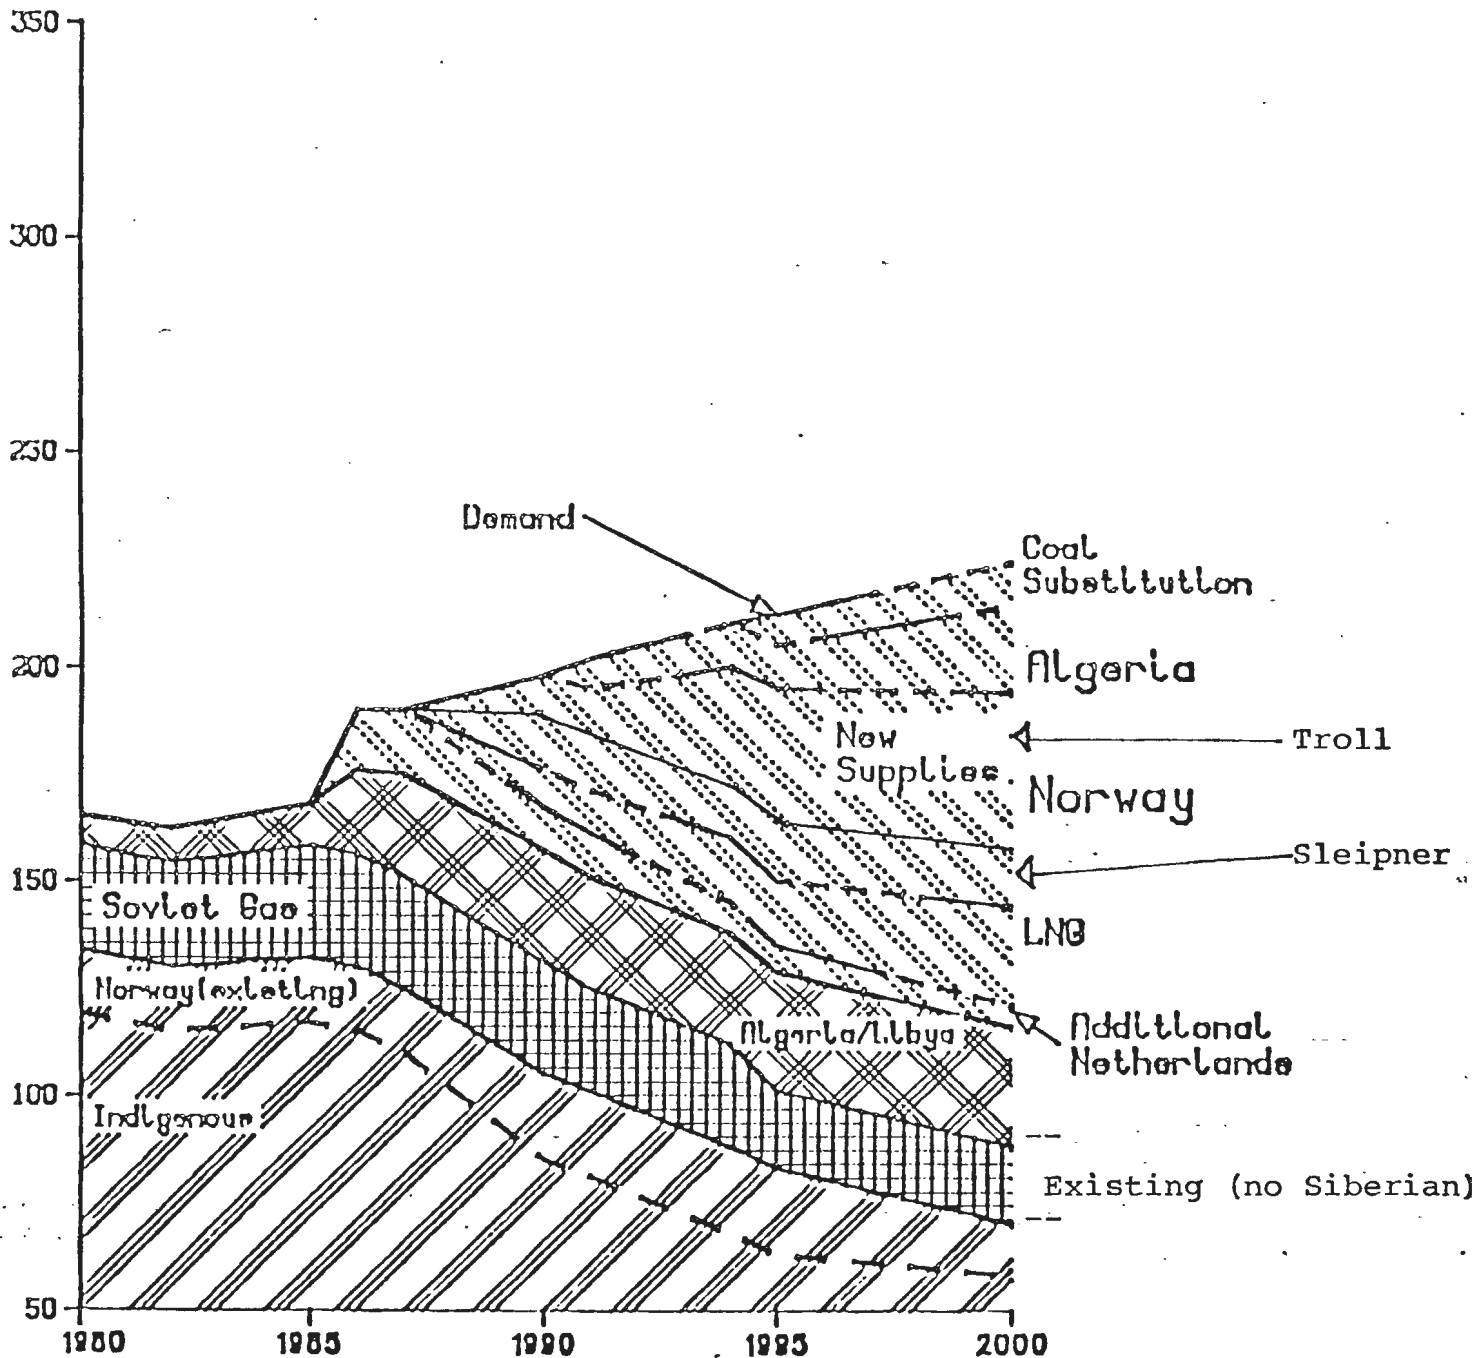 350
300
250
200
150
100
50
1980
1985
1990
1995
2000
Demand
Coal
Substitution
Algeria
New
Supplies
Troll
Norway
Sleipner
LNG
Additional
Netherlands
Soviet Gas
Norway(existing)
Algeria/Libya
Indigenous
Existing (no Siberian)